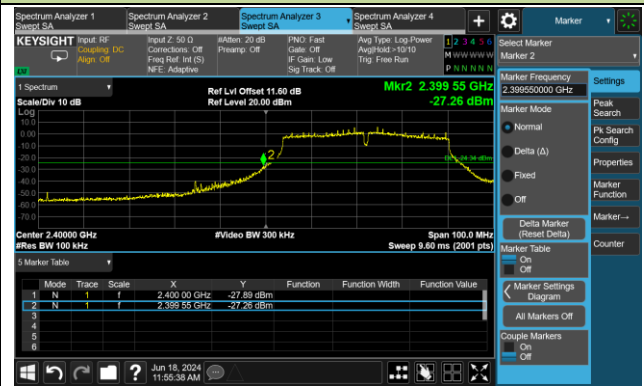 Spectrum Analyzer 1
Swept SA
Spectrum Analyzer 2
Swept SA
Spectrum Analyzer 3
Swept SA
Spectrum Analyzer 4
Swept SA
+
Marker
KEYSIGHT
Input: RF
Coupling: DC
Align: Off
Input Z: 50 Ω
Corrections: Off
Freq Ref: Int (S)
NFE: Adaptive
#Atten: 20 dB
Preamp: Off
PNO: Fast
Gate: Off
IF Gain: Low
Sig Track: Off
Avg Type: Log-Power
Avg|Hold:>10/10
Trig: Free Run
1 2 3 4 5 6
M W W W W W
P N N N N N
LXI
Select Marker
Marker 2
1 Spectrum
Scale/Div 10 dB
Log
Ref Lvl Offset 11.60 dB
Ref Level 20.00 dBm
Mkr2 2.399 55 GHz
-27.26 dBm
10.0
0.00
-10.0
-20.0
-30.0
-40.0
-50.0
-60.0
-70.0
2
DL1 -24.34 dBm
Center 2.40000 GHz
#Res BW 100 kHz
#Video BW 300 kHz
Span 100.0 MHz
Sweep 9.60 ms (2001 pts)
5 Marker Table
Mode Trace Scale X Y Function Function Width Function Value
1 N 1 f 2.400 00 GHz -27.89 dBm
2 N 1 f 2.399 55 GHz -27.26 dBm
3
4
5
6
Marker Frequency
2.399550000 GHz
Marker Mode
Normal
Delta (Δ)
Fixed
Off
Delta Marker
(Reset Delta)
Marker Table
On
Off
Marker Settings
Diagram
All Markers Off
Couple Markers
On
Off
Settings
Peak
Search
Pk Search
Config
Properties
Marker
Function
Marker→
Counter
?
Jun 18, 2024
11:55:38 AM